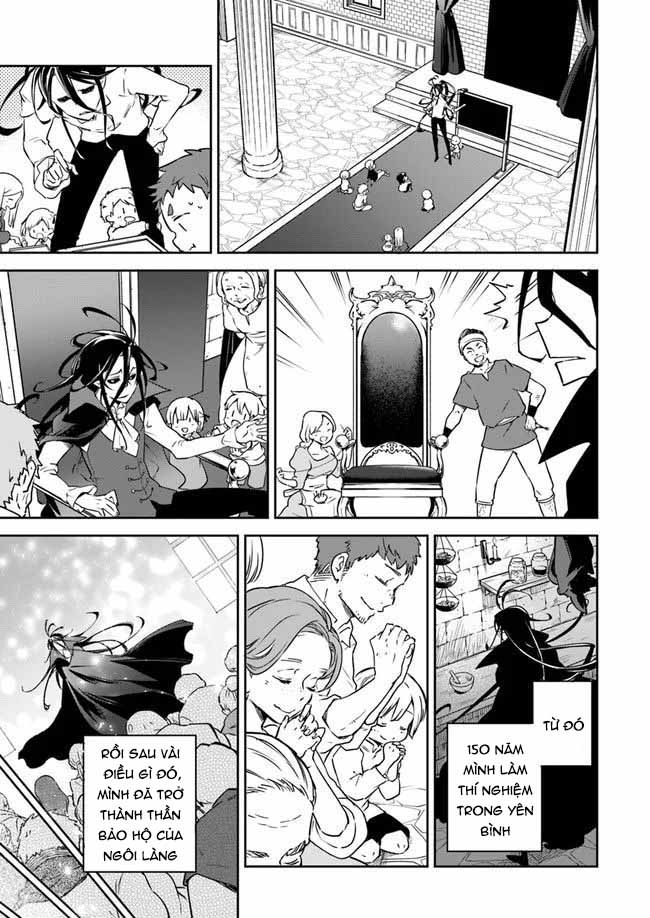 TỪ ĐÓ
150 NĂM
MÌNH LÀM
THÍ NGHIỆM
TRONG YÊN
BÌNH
RỒI SAU VÀI
ĐIỀU GÌ ĐÓ,
MÌNH ĐÃ TRỞ
THÀNH THẦN
BẢO HỘ CỦA
NGÔI LÀNG